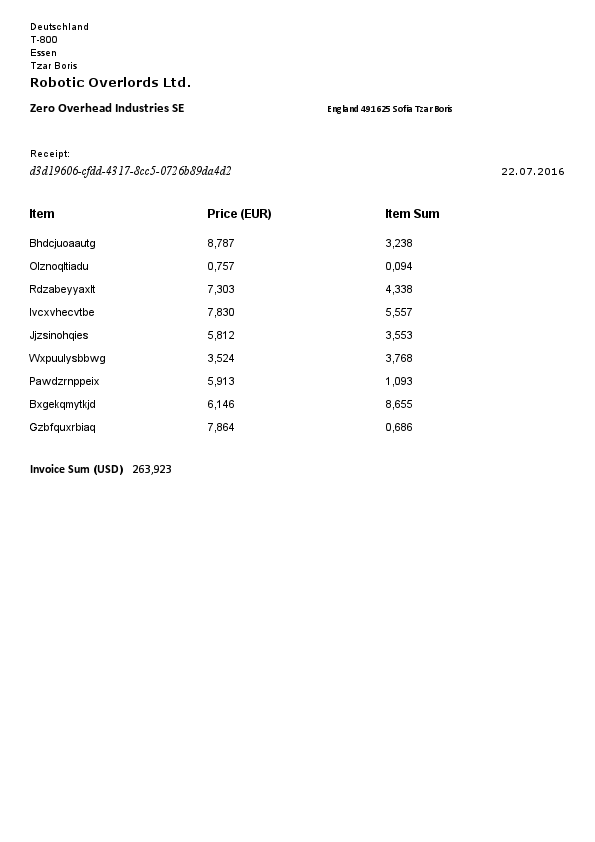 Deutschland
T-800
Essen
Tzar Boris
Robotic Overlords Ltd.
Zero Overhead Industries SE England 491625 Sofia Tzar Boris
Receipt:
d3d19606-cfdd-4317-8cc5-0726b89da4d2 22.07.2016
Item Price (EUR) Item Sum
Bhdcjuoaautg 8,787 3,238
Olznoqltiadu 0,757 0,094
Rdzabeyyaxlt 7,303 4,338
Ivcxvhecvtbe 7,830 5,557
Jjzsinohqies 5,812 3,553
Wxpuulysbbwg 3,524 3,768
Pawdzrnppeix 5,913 1,093
Bxgekqmytkjd 6,146 8,655
Gzbfquxrbiaq 7,864 0,686
Invoice Sum (USD) 263,923